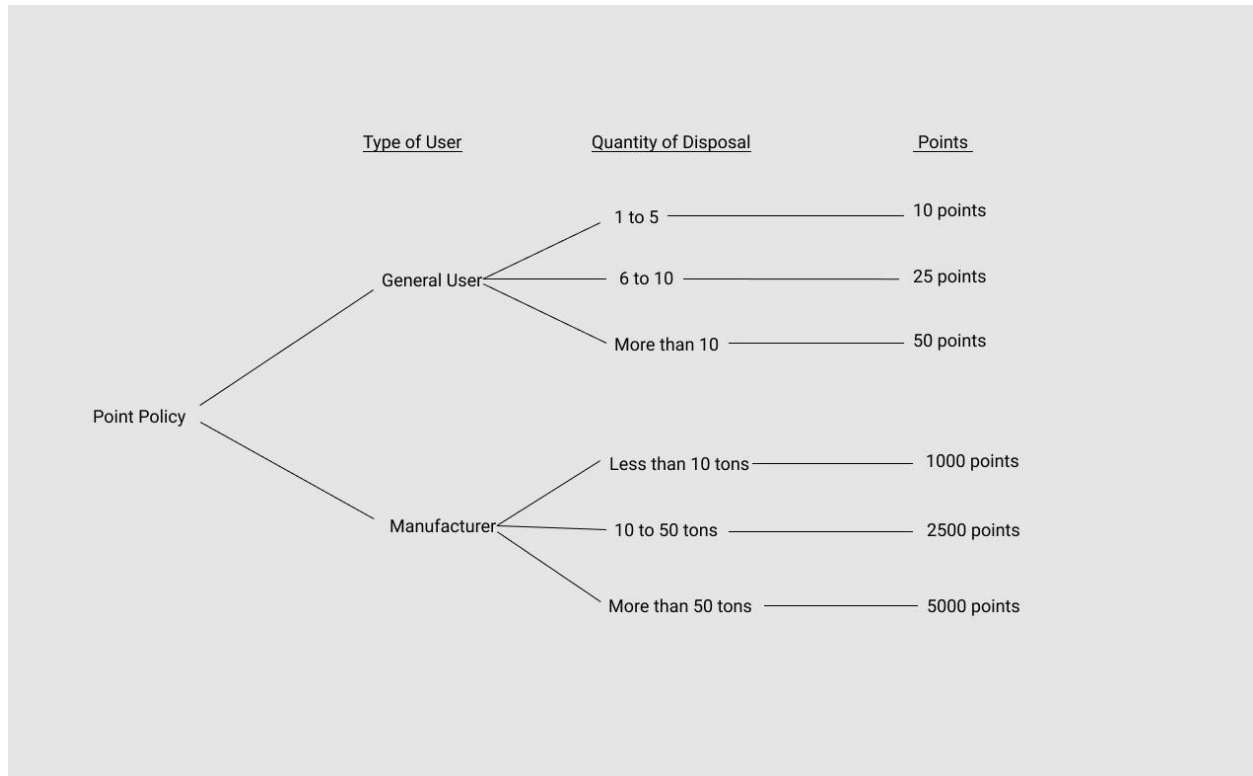 Type of User Quantity of Disposal Points
1 to 5 10 points
General User 6 to 10 25 points
More than 10 50 points
Point Policy
Less than 10 tons 1000 points
Manufacturer 10 to 50 tons 2500 points
More than 50 tons 5000 points